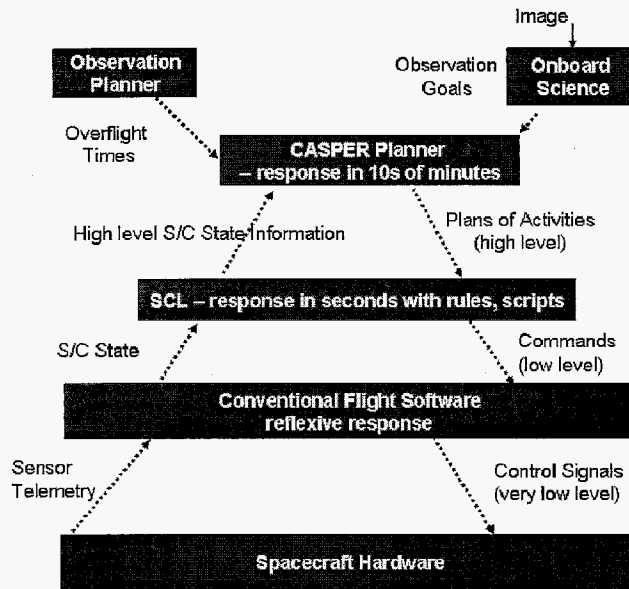 Image
Observation
Planner
Observation
Goals
Onboard
Science
Overflight
Times
CASPER Planner
– response in 10s of minutes
High level S/C State Information
Plans of Activities
(high level)
SCL – response in seconds with rules, scripts
S/C State
Commands
(low level)
Conventional Flight Software
reflexive response
Sensor
Telemetry
Control Signals
(very low level)
Spacecraft Hardware